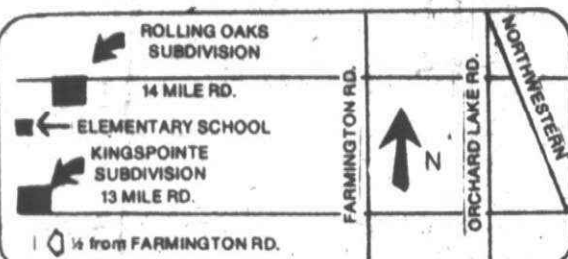 ROLLING OAKS
SUBDIVISION
14 MILE RD.
ELEMENTARY SCHOOL
KINGSPOINTE
SUBDIVISION
13 MILE RD.
½ from FARMINGTON RD.
FARMINGTON RD.
N
ORCHARD LAKE RD.
NORTHWESTERN